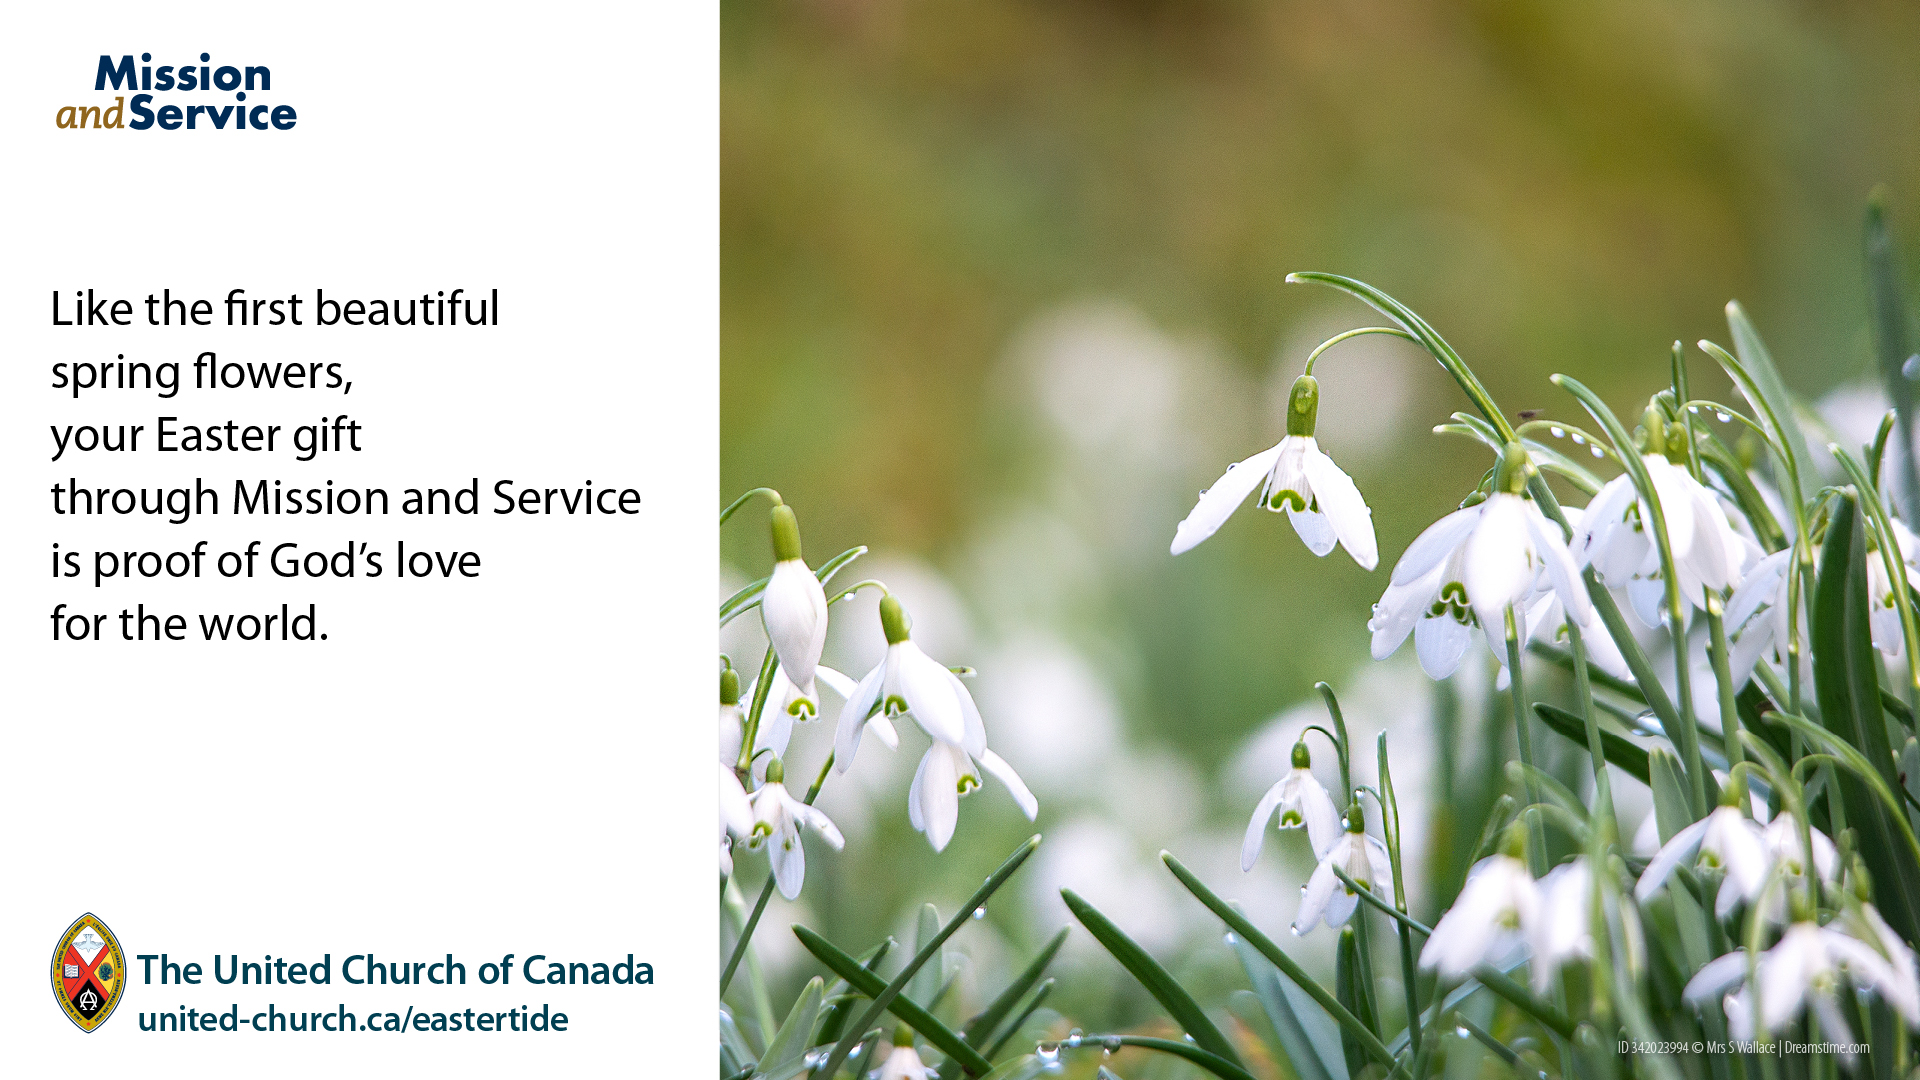 Mission
and Service
Like the first beautiful
spring flowers,
your Easter gift
through Mission and Service
is proof of God’s love
for the world.
The United Church of Canada
united-church.ca/eastertide
ID 342023994 © Mrs S Wallace | Dreamstime.com